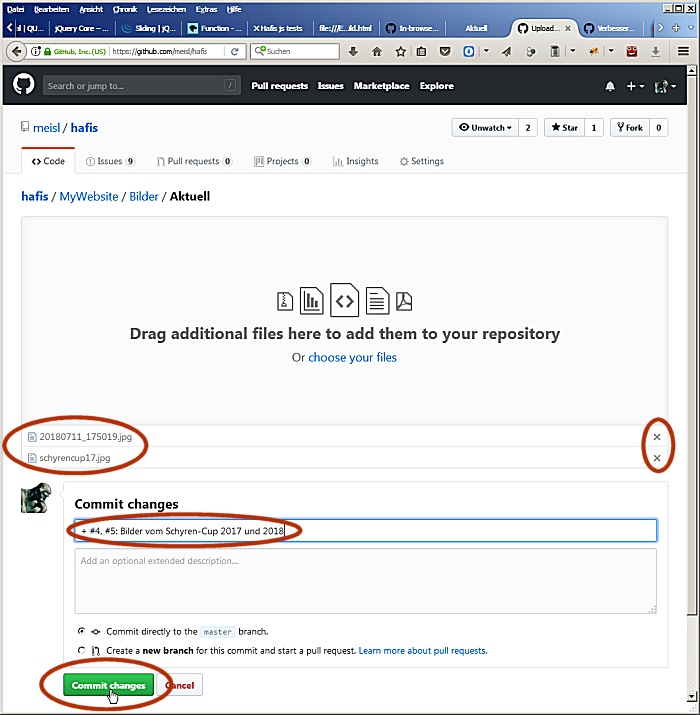 Datei Bearbeiten Ansicht Chronik Lesezeichen Extras Hilfe
jQuery Core – Sliding | jQ Function - Hafis js tests file:///E...ild.html In-browse... Aktuell Upload... Verbesser...
GitHub, Inc. (US) https://github.com/meisl/hafis Suchen
Search or jump to... / Pull requests Issues Marketplace Explore
meisl / hafis Unwatch 2 Star 1 Fork 0
Code Issues 9 Pull requests 0 Projects 0 Insights Settings
hafis / MyWebsite / Bilder / Aktuell
Drag additional files here to add them to your repository
Or choose your files
20180711_175019.jpg
schyrencup17.jpg
Commit changes
+ #4, #5: Bilder vom Schyren-Cup 2017 und 2018
Add an optional extended description...
Commit directly to the master branch.
Create a new branch for this commit and start a pull request. Learn more about pull requests.
Commit changes Cancel